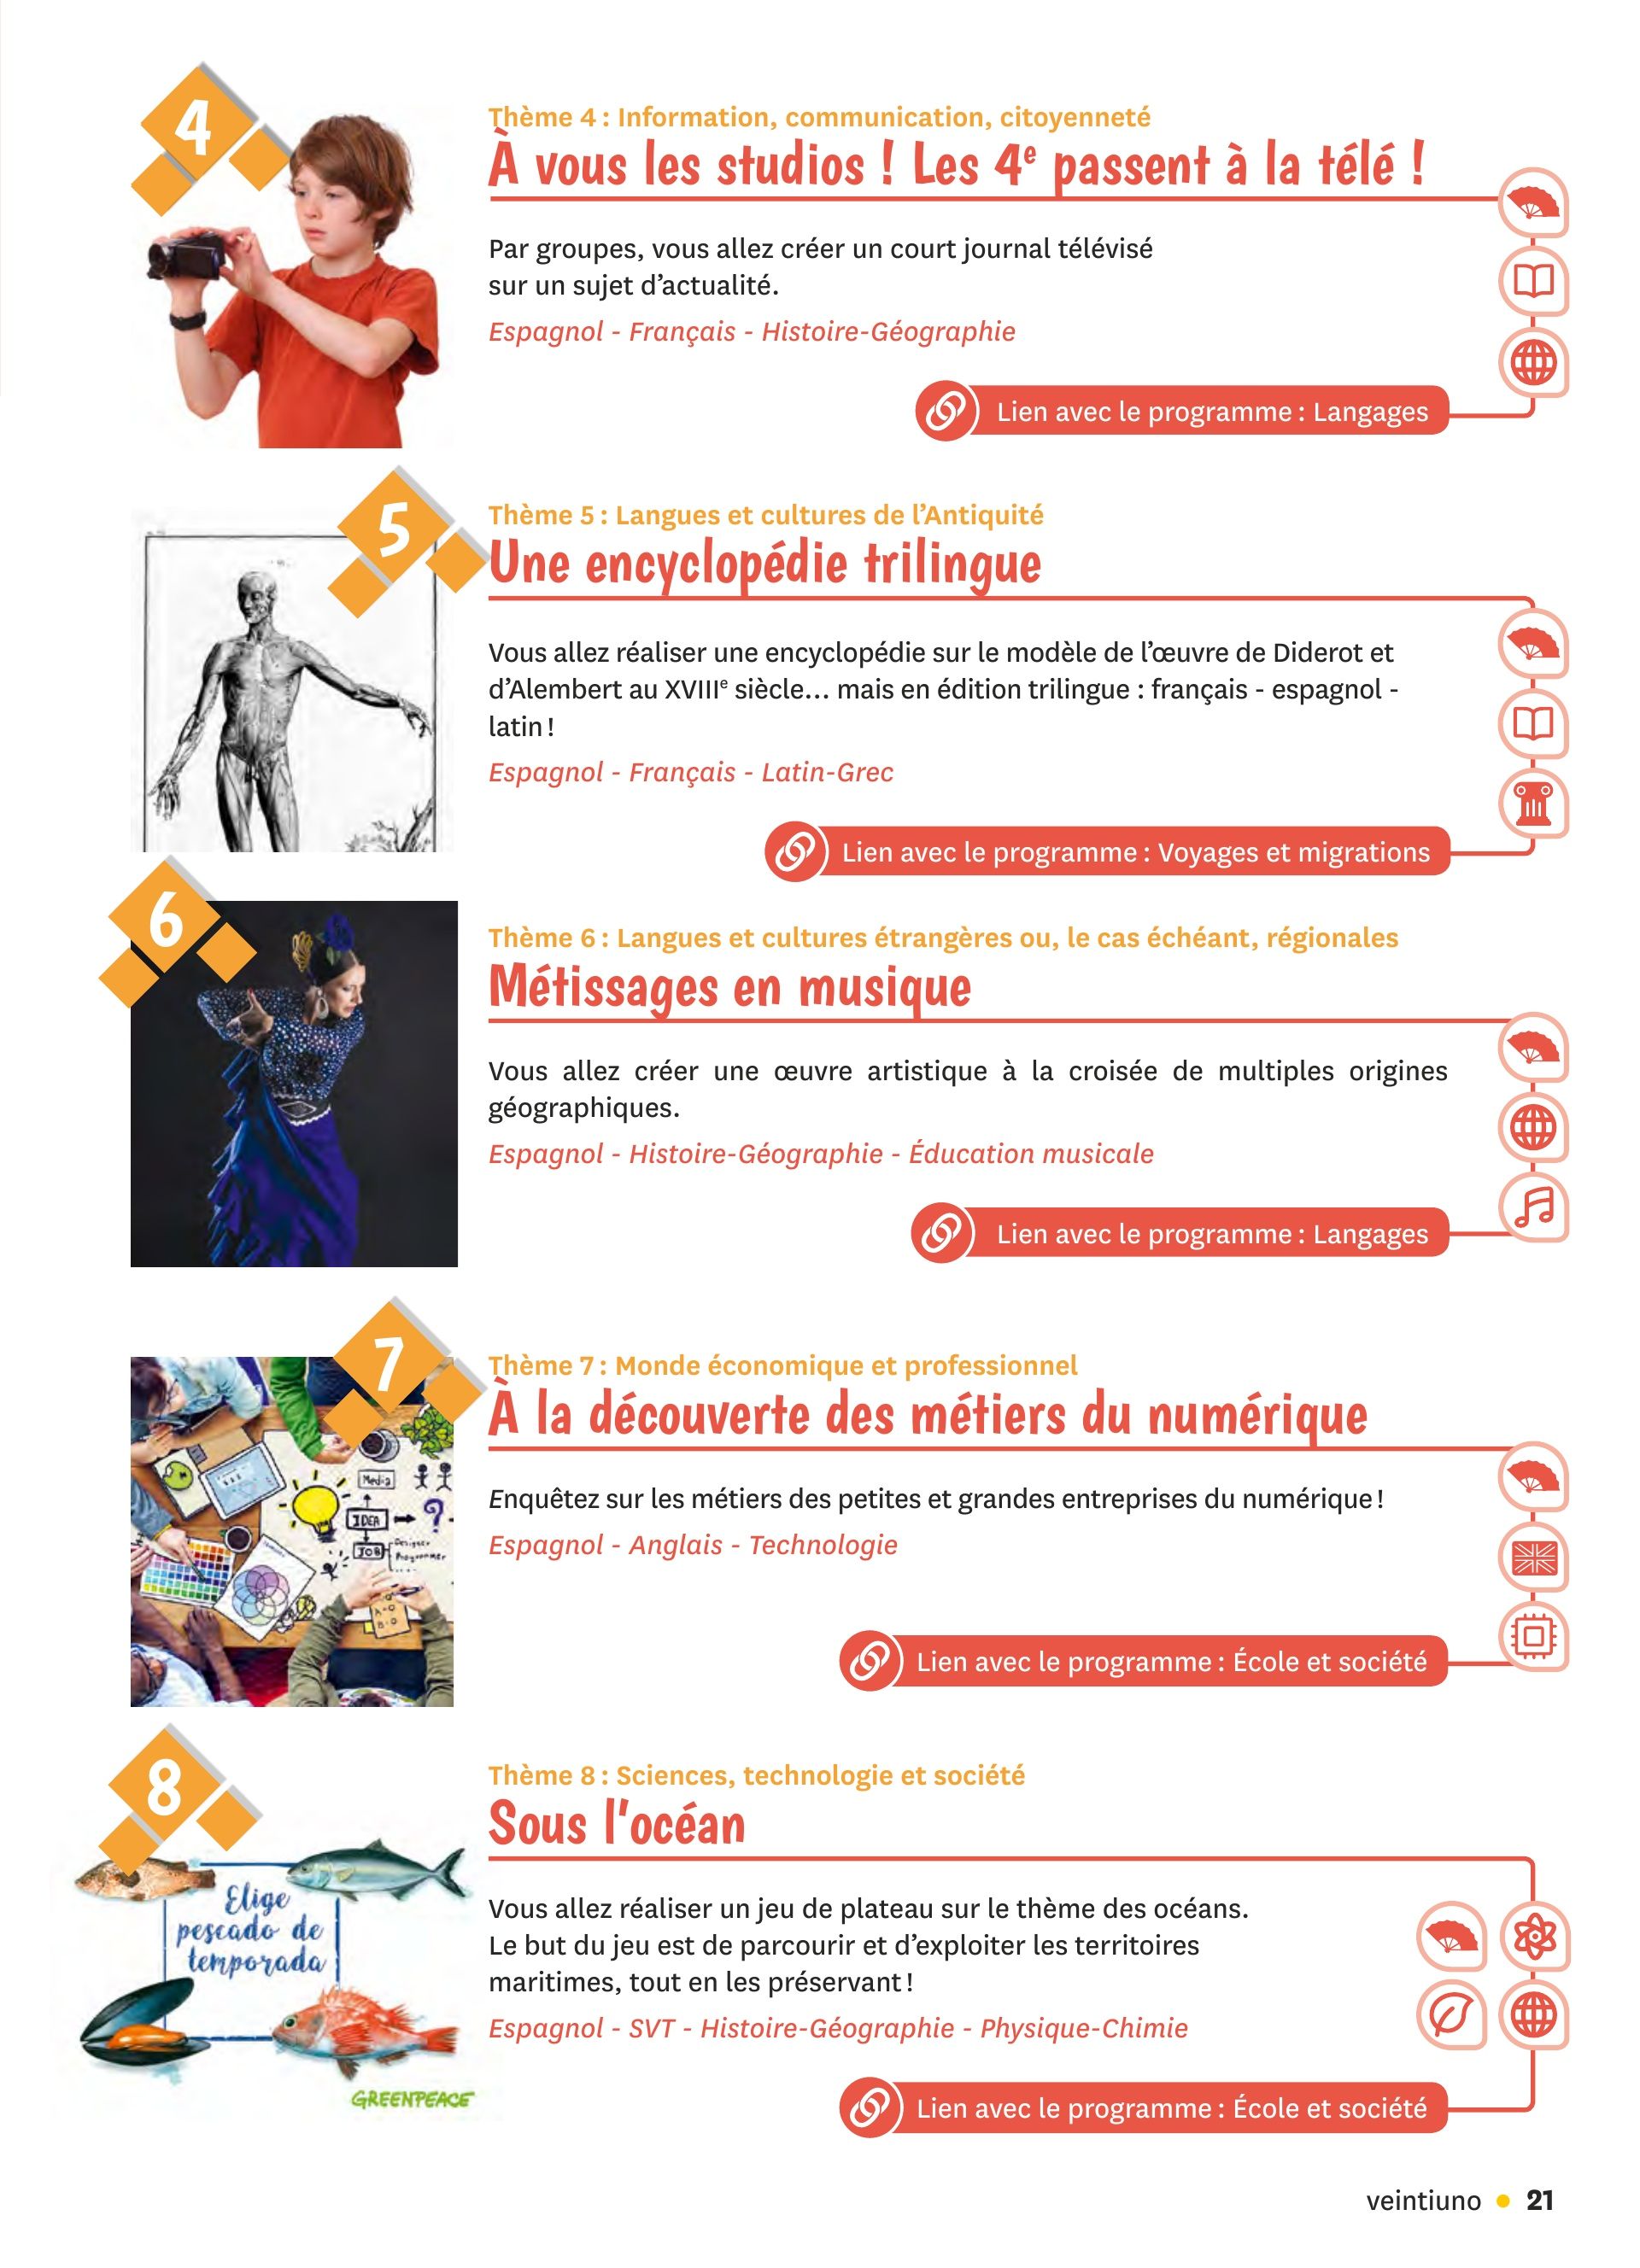 4
Thème 4 : Information, communication, citoyenneté
À vous les studios ! Les 4e passent à la télé !
Par groupes, vous allez créer un court journal télévisé
sur un sujet d'actualité.
Espagnol - Français - Histoire-Géographie
Lien avec le programme : Langages
5
Thème 5 : Langues et cultures de l'Antiquité
Une encyclopédie trilingue
Vous allez réaliser une encyclopédie sur le modèle de l'œuvre de Diderot et
d'Alembert au XVIIIe siècle... mais en édition trilingue : français - espagnol -
latin !
Espagnol - Français - Latin-Grec
Lien avec le programme : Voyages et migrations
6
Thème 6 : Langues et cultures étrangères ou, le cas échéant, régionales
Métissages en musique
Vous allez créer une œuvre artistique à la croisée de multiples origines
géographiques.
Espagnol - Histoire-Géographie - Éducation musicale
Lien avec le programme : Langages
7
Thème 7 : Monde économique et professionnel
À la découverte des métiers du numérique
Enquêtez sur les métiers des petites et grandes entreprises du numérique !
Espagnol - Anglais - Technologie
Media
IDEA
?
JOB
Designer
Programmer
Lien avec le programme : École et société
8
Thème 8 : Sciences, technologie et société
Sous l'océan
Elige
pescado de
temporada
GREENPEACE
Vous allez réaliser un jeu de plateau sur le thème des océans.
Le but du jeu est de parcourir et d'exploiter les territoires
maritimes, tout en les préservant !
Espagnol - SVT - Histoire-Géographie - Physique-Chimie
Lien avec le programme : École et société
veintiuno • 21